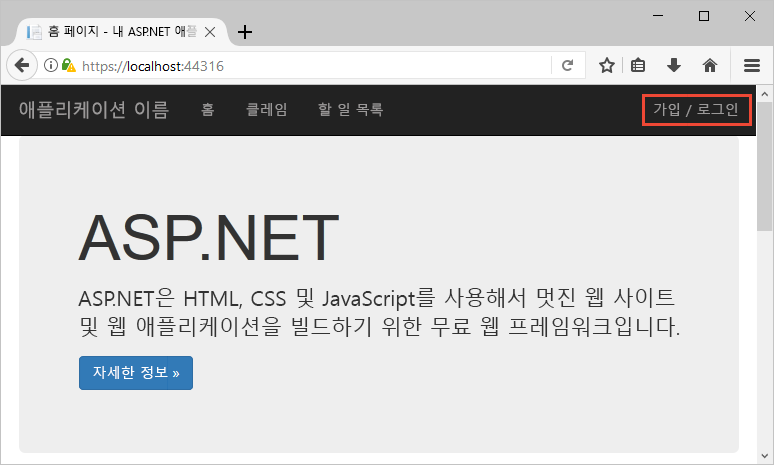 홈 페이지 - 내 ASP.NET 애플
https://localhost:44316
애플리케이션 이름 홈 클레임 할 일 목록 가입 / 로그인
ASP.NET
ASP.NET은 HTML, CSS 및 JavaScript를 사용해서 멋진 웹 사이트
및 웹 애플리케이션을 빌드하기 위한 무료 웹 프레임워크입니다.
자세한 정보 »